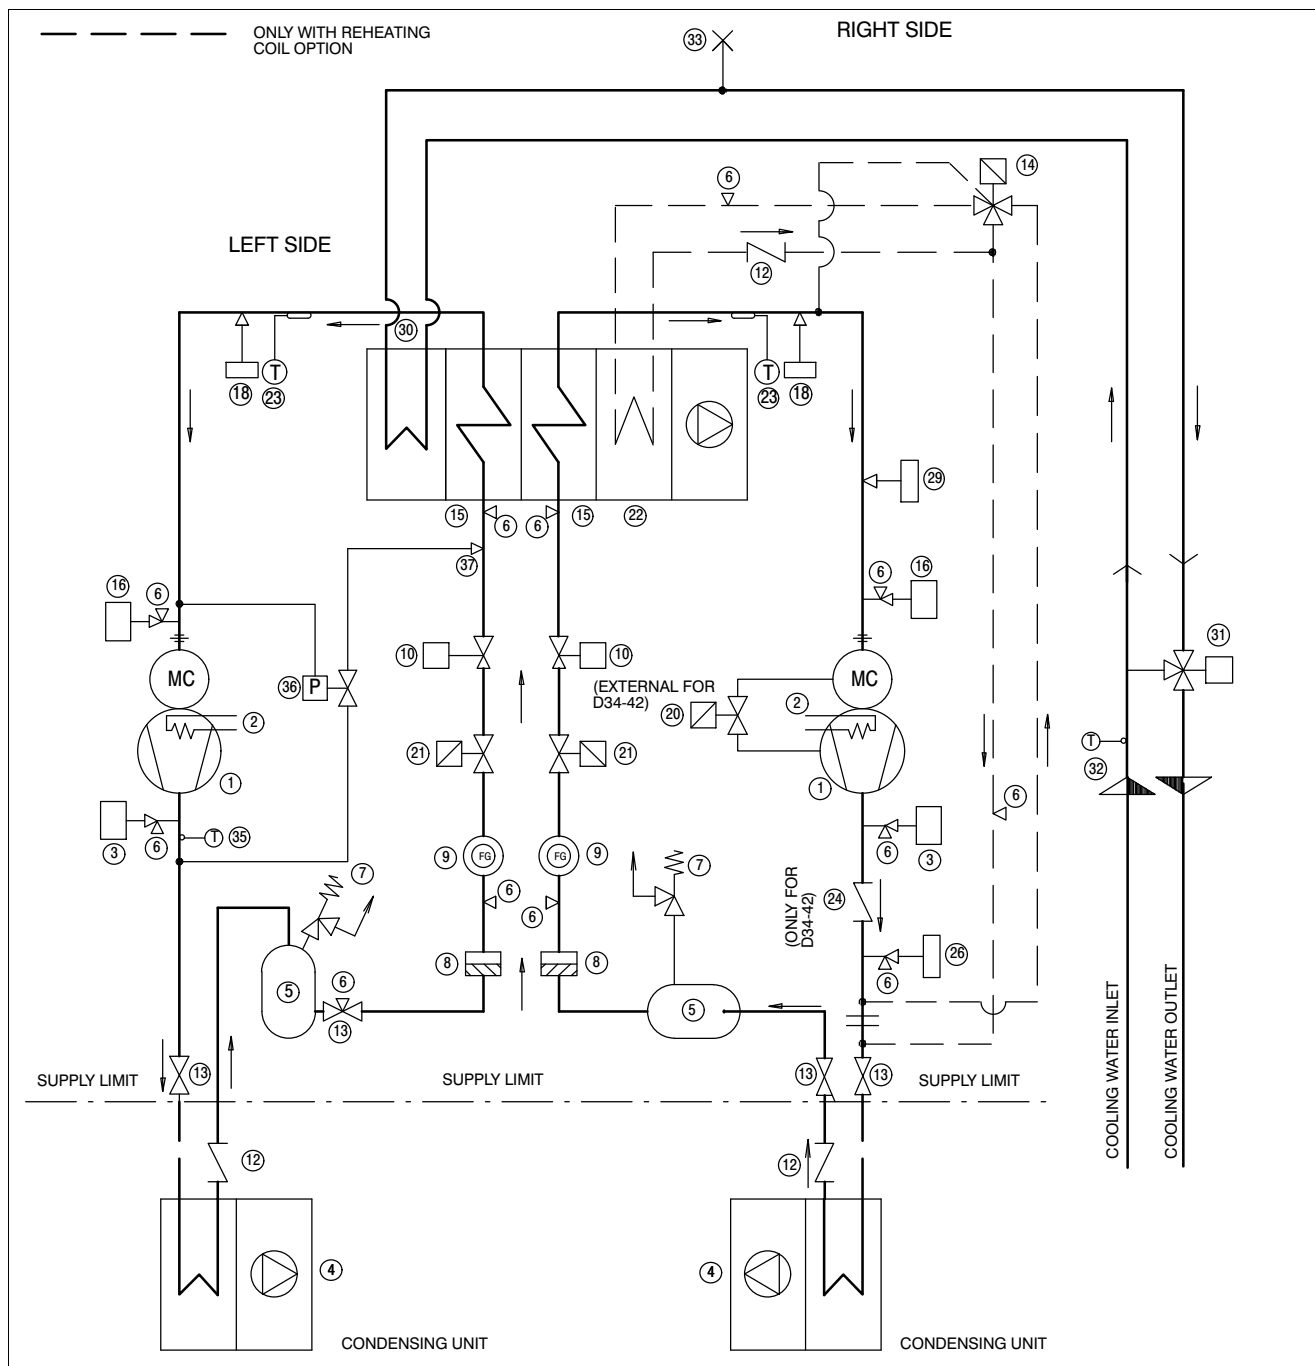 ONLY WITH REHEATING
COIL OPTION
RIGHT SIDE
33
14
6
LEFT SIDE
12
30
18
T
23
T
23
18
29
15
6
6
15
22
37
16
6
6
16
10
10
31
MC
36
P
(EXTERNAL FOR
D34-42)
MC
20
2
2
21
21
T
32
1
1
6
3
6
T
35
9
FG
FG
9
6
3
7
7
6
6
(ONLY FOR
D34-42)
24
8
8
26
6
5
6
13
5
13
13
13
SUPPLY LIMIT
SUPPLY LIMIT
SUPPLY LIMIT
COOLING WATER INLET
COOLING WATER OUTLET
12
12
4
4
CONDENSING UNIT
CONDENSING UNIT